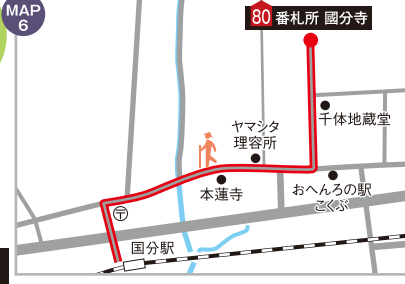 MAP
6
80 番札所 國分寺
千体地蔵堂
ヤマシタ
理容所
本蓮寺
おへんろの駅
こくぶ
〒
国分駅